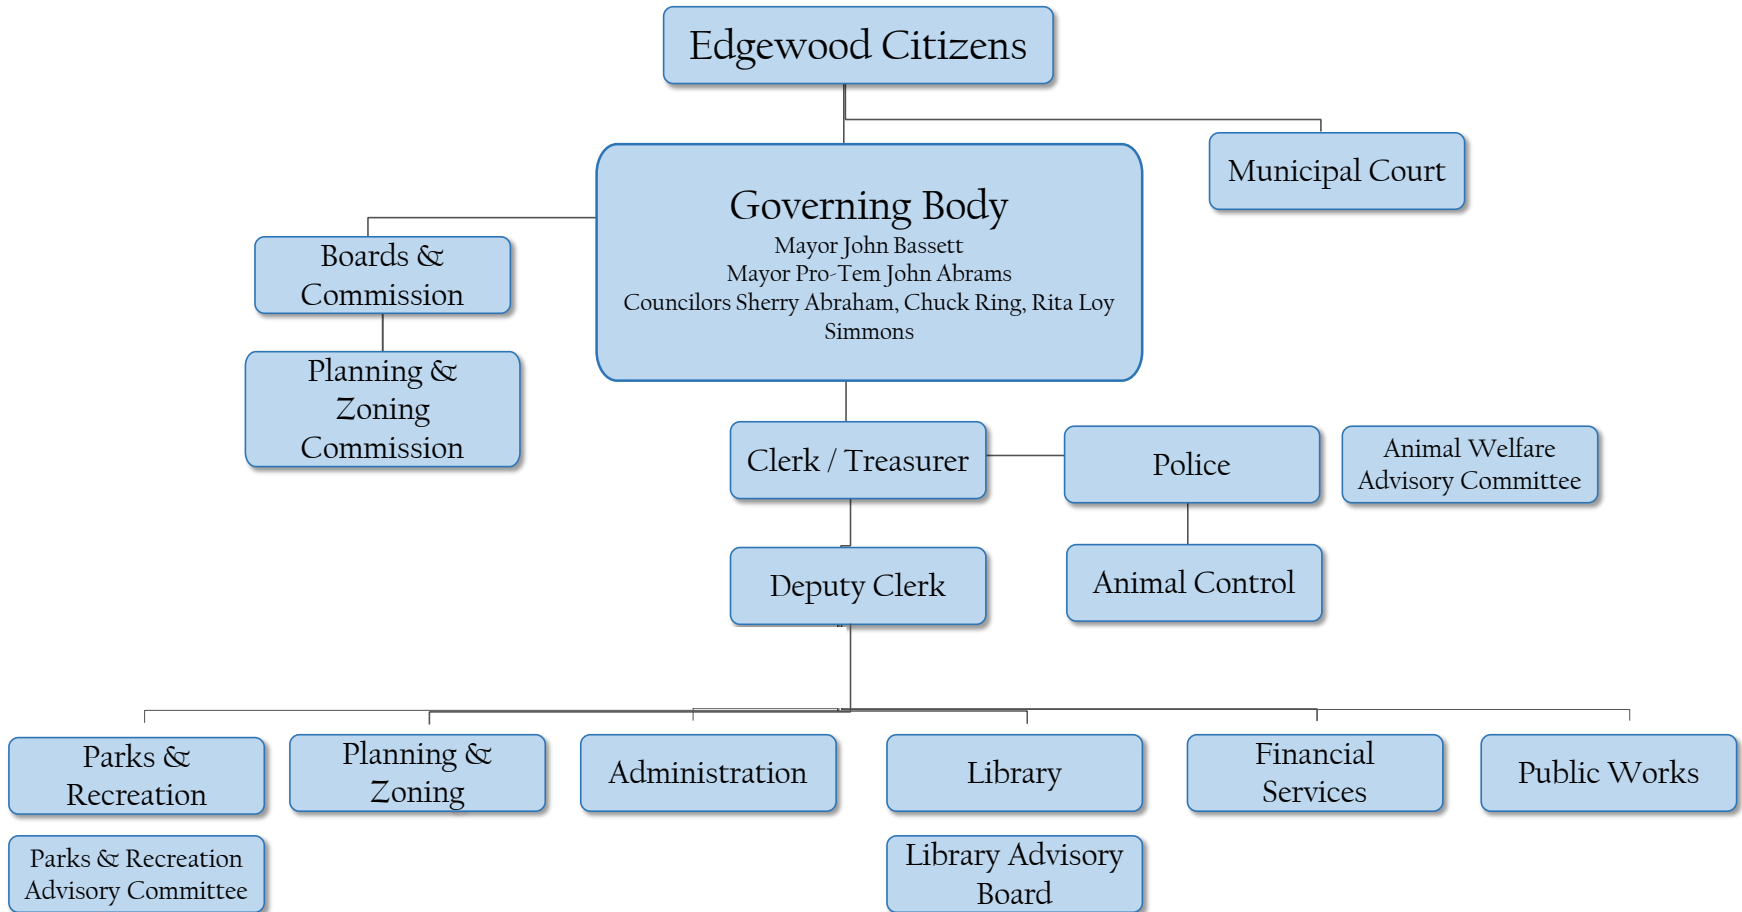 Edgewood Citizens
Municipal Court
Governing Body
Mayor John Bassett
Mayor Pro-Tem John Abrams
Councilors Sherry Abraham, Chuck Ring, Rita Loy
Simmons
Boards &
Commission
Planning &
Zoning
Commission
Clerk / Treasurer
Police
Animal Welfare
Advisory Committee
Deputy Clerk
Animal Control
Parks &
Recreation
Planning &
Zoning
Administration
Library
Financial
Services
Public Works
Parks & Recreation
Advisory Committee
Library Advisory
Board